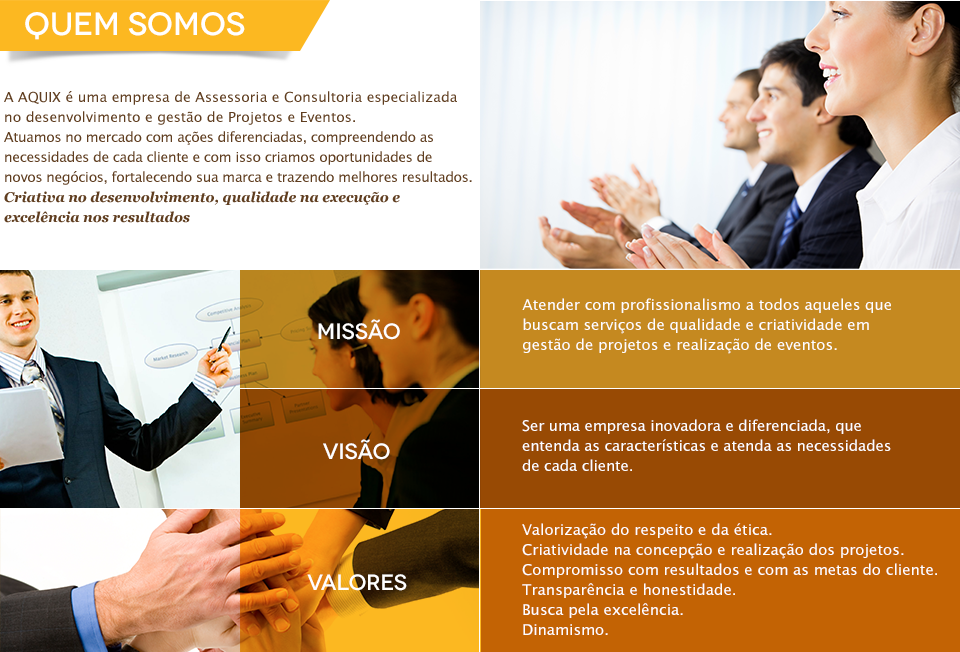 QUEM SOMOS
A AQUIX é uma empresa de Assessoria e Consultoria especializada
no desenvolvimento e gestão de Projetos e Eventos.
Atuamos no mercado com ações diferenciadas, compreendendo as
necessidades de cada cliente e com isso criamos oportunidades de
novos negócios, fortalecendo sua marca e trazendo melhores resultados.
Criativa no desenvolvimento, qualidade na execução e
excelência nos resultados
Competitive Analysis
Market Research
MISSÃO
Atender com profissionalismo a todos aqueles que
buscam serviços de qualidade e criatividade em
gestão de projetos e realização de eventos.
VISÃO
Ser uma empresa inovadora e diferenciada, que
entenda as características e atenda as necessidades
de cada cliente.
VALORES
Valorização do respeito e da ética.
Criatividade na concepção e realização dos projetos.
Compromisso com resultados e com as metas do cliente.
Transparência e honestidade.
Busca pela excelência.
Dinamismo.